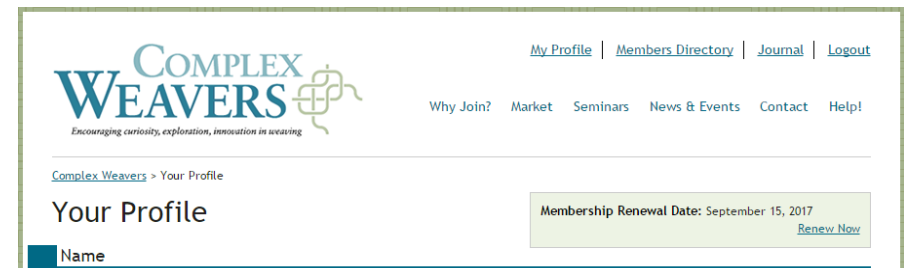 COMPLEX
WEAVERS
Encouraging curiosity, exploration, innovation in weaving
My Profile | Members Directory | Journal | Logout
Why Join? Market Seminars News & Events Contact Help!
Complex Weavers > Your Profile
Your Profile
Membership Renewal Date: September 15, 2017
Renew Now
Name